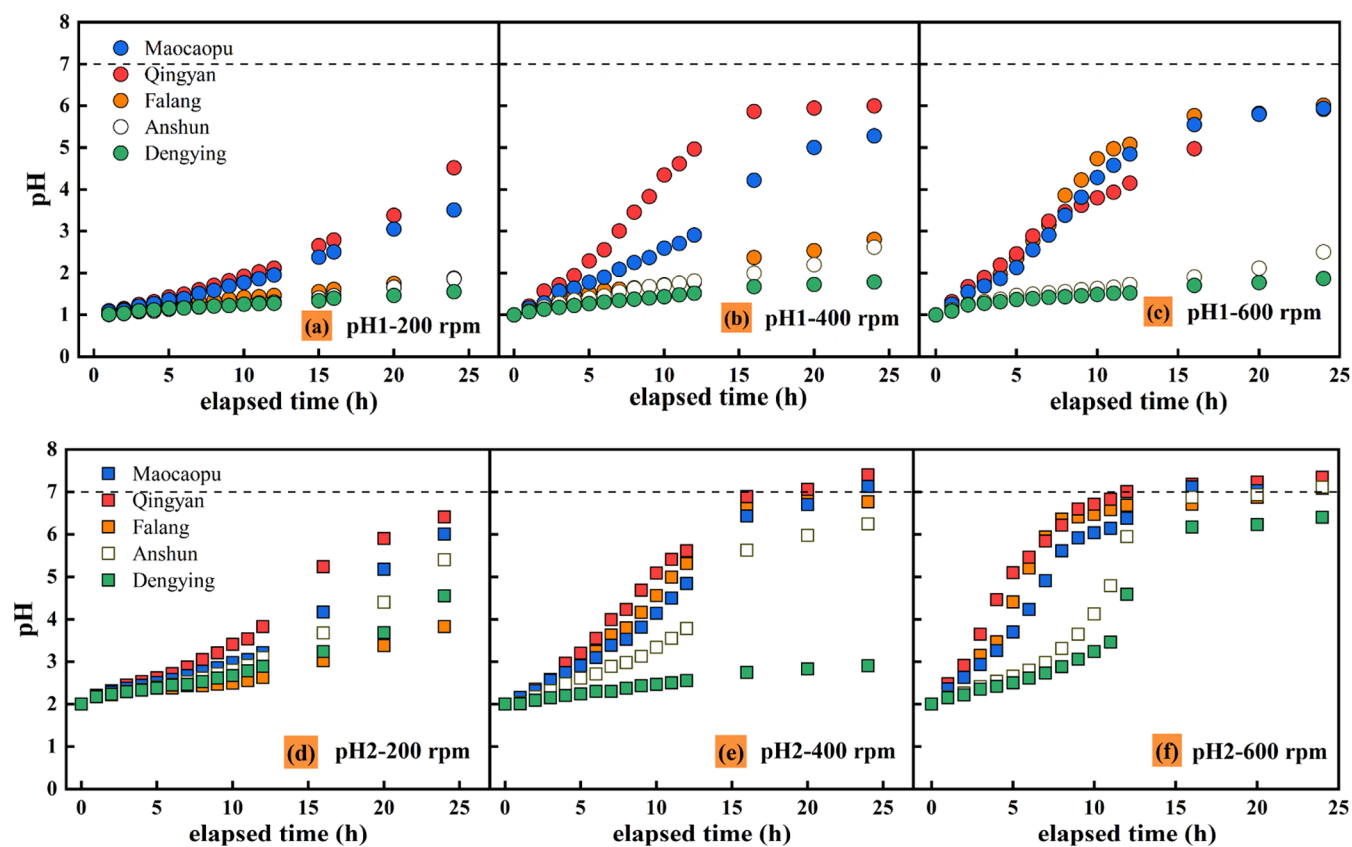 8
7
6
5
4
3
2
1
pH
Maocaopu
Qingyan
Falang
Anshun
Dengying
(a) pH1-200 rpm
(b) pH1-400 rpm
(c) pH1-600 rpm
0 5 10 15 20 25 0 5 10 15 20 25 0 5 10 15 20 25
elapsed time (h) elapsed time (h) elapsed time (h)
8
7
6
5
4
3
2
1
0
pH
Maocaopu
Qingyan
Falang
Anshun
Dengying
(d) pH2-200 rpm
(e) pH2-400 rpm
(f) pH2-600 rpm
0 5 10 15 20 25 0 5 10 15 20 25 0 5 10 15 20 25
elapsed time (h) elapsed time (h) elapsed time (h)